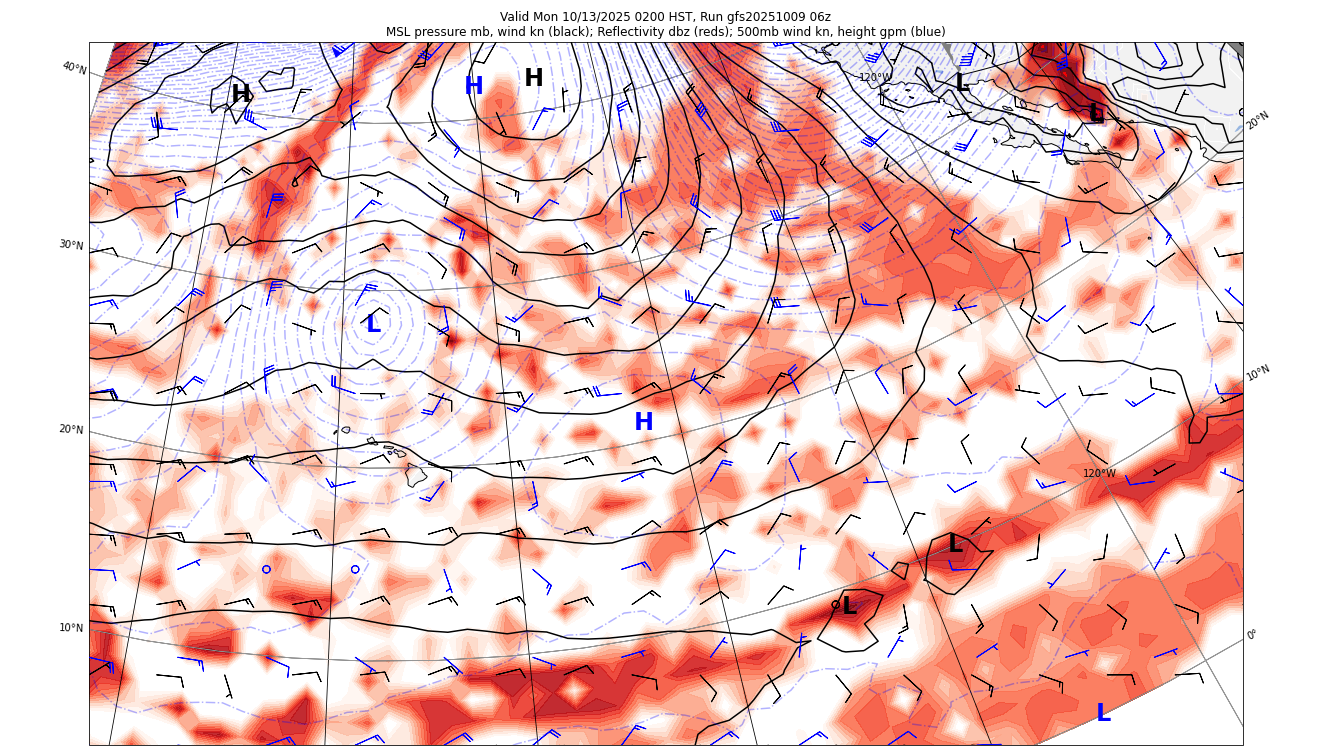 Valid Mon 10/13/2025 0200 HST, Run gfs20251009 06z
MSL pressure mb, wind kn (black); Reflectivity dbz (reds); 500mb wind kn, height gpm (blue)
40°N
H
H
H
120°W
L
L
20°N
30°N
L
10°N
20°N
H
120°W
L
L
10°N
0°
L